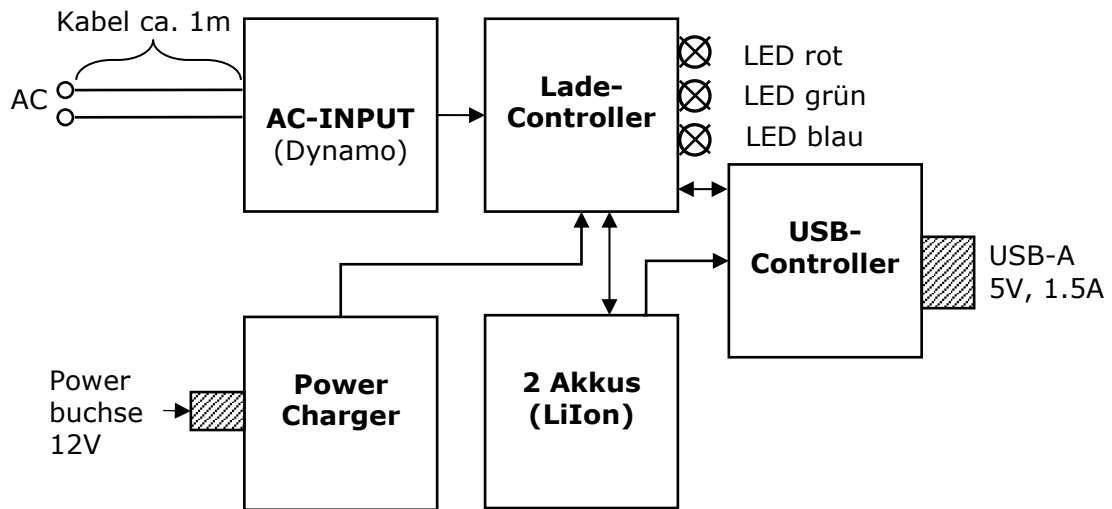 Kabel ca. 1m
AC
AC-INPUT
(Dynamo)
Lade-
Controller
LED rot
LED grün
LED blau
USB-
Controller
USB-A
5V, 1.5A
Power
buchse
12V
Power
Charger
2 Akkus
(LiIon)